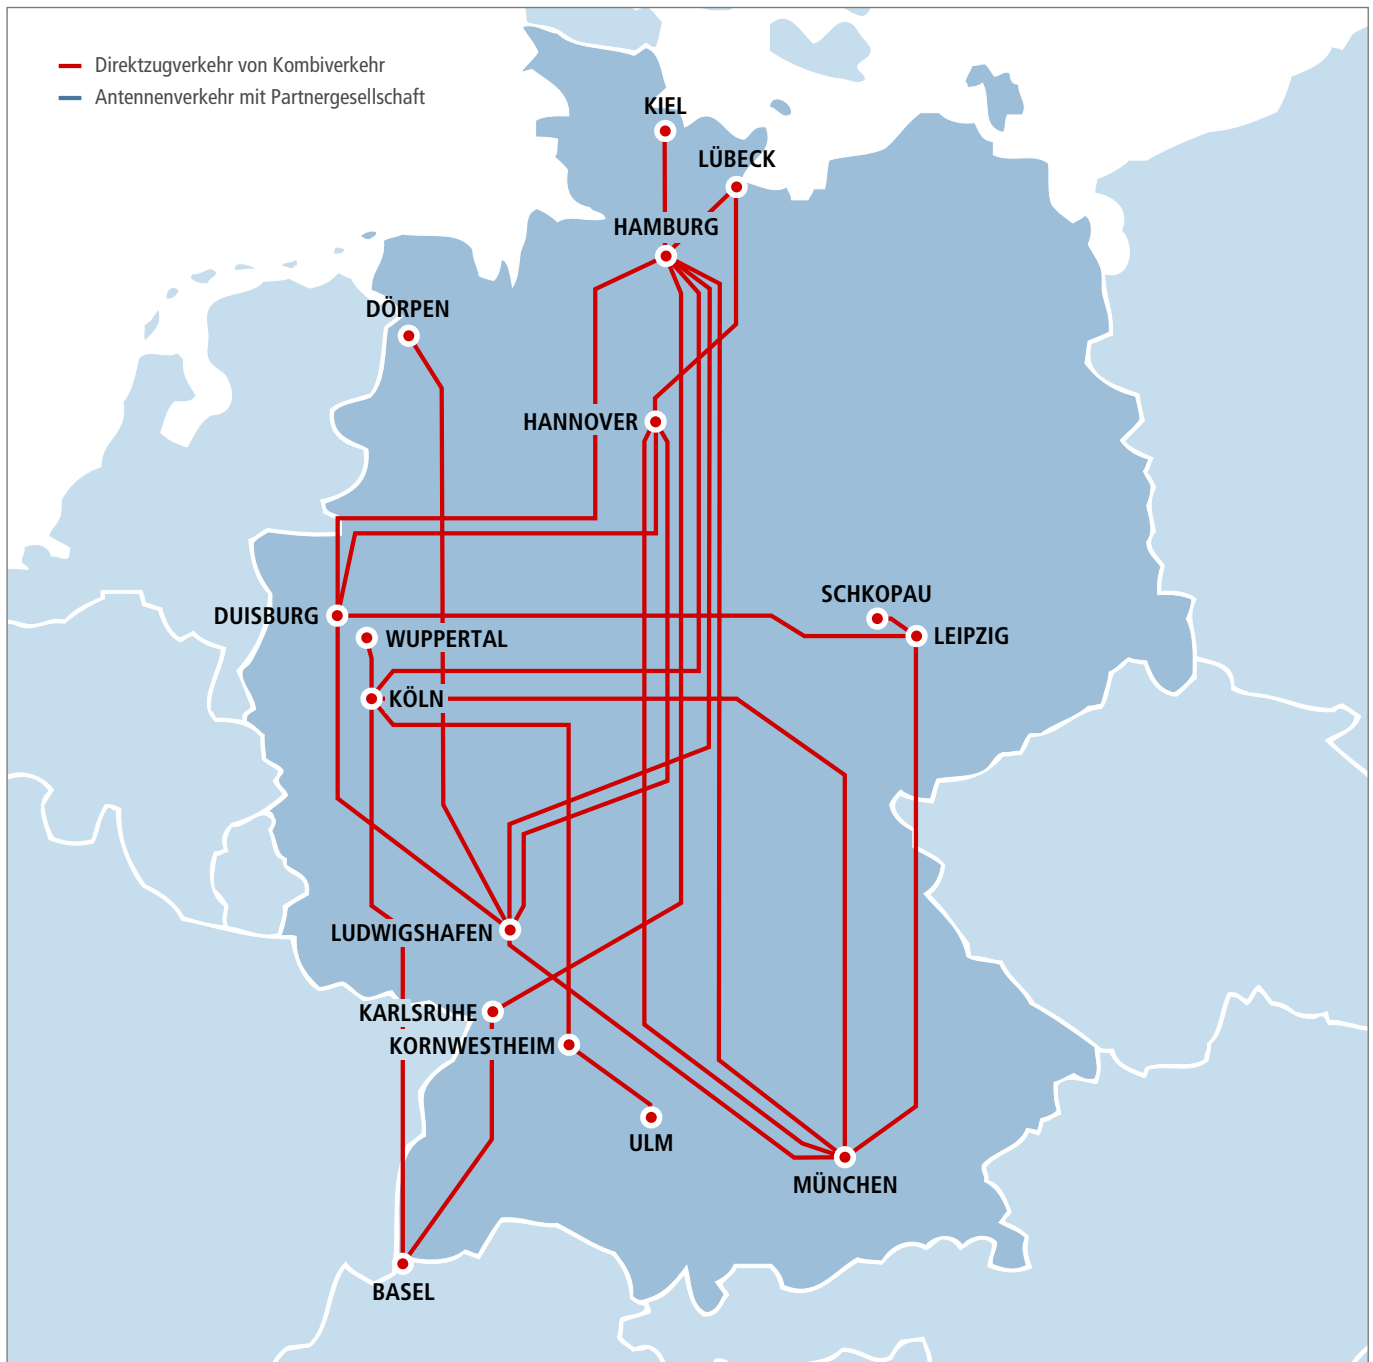 Direktzugverkehr von Kombiverkehr
Antennenverkehr mit Partnergesellschaft
KIEL
LÜBECK
HAMBURG
DÖRPEN
HANNOVER
SCHKOPAU
DUISBURG
LEIPZIG
WUPPERTAL
KÖLN
LUDWIGSHAFEN
KARLSRUHE
KORNWESTHEIM
ULM
MÜNCHEN
BASEL